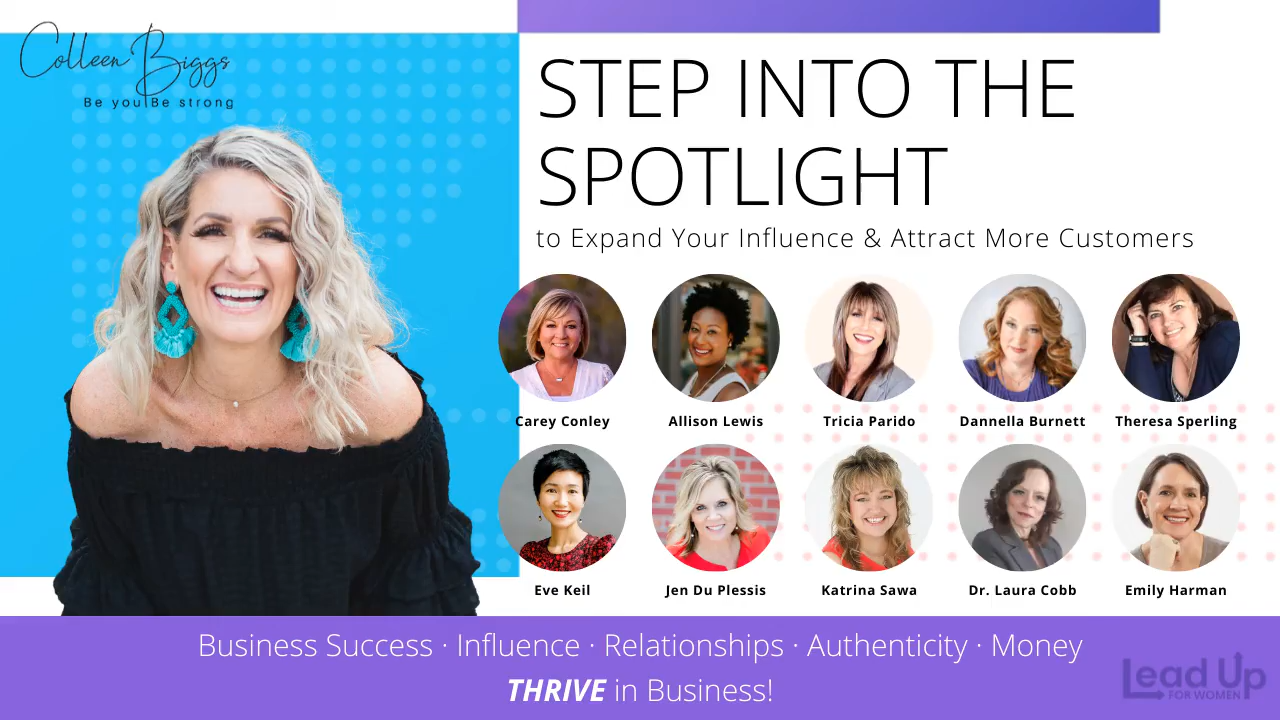 Colleen Biggs
Be you|Be strong
STEP INTO THE
SPOTLIGHT
to Expand Your Influence & Attract More Customers
Carey Conley
Allison Lewis
Tricia Parido
Dannella Burnett
Theresa Sperling
Eve Keil
Jen Du Plessis
Katrina Sawa
Dr. Laura Cobb
Emily Harman
Business Success · Influence · Relationships · Authenticity · Money
THRIVE in Business!
Lead Up
FOR WOMEN